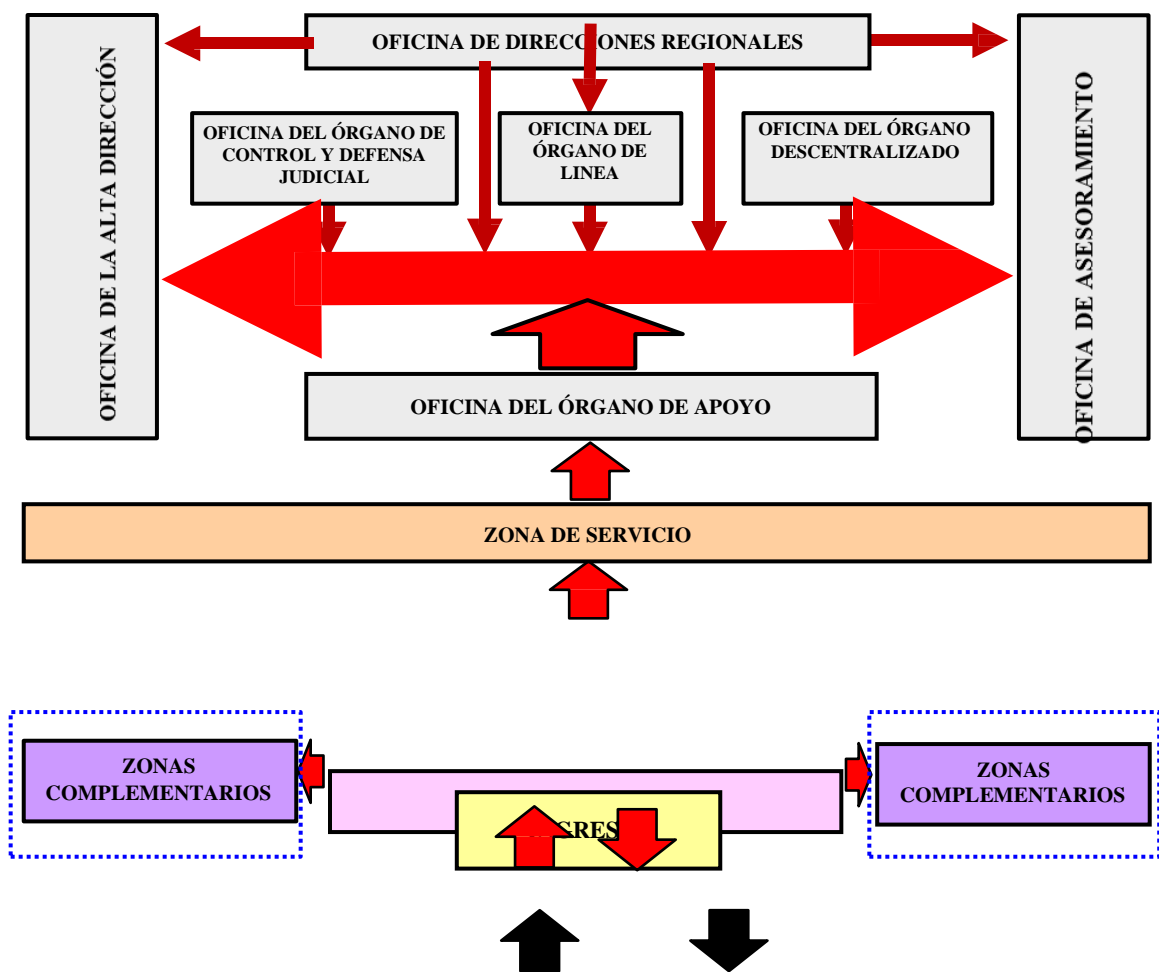 OFICINA DE LA ALTA DIRECCIÓN
OFICINA DE DIRECCIONES REGIONALES
OFICINA DE ASESORAMIENTO
OFICINA DEL ÓRGANO DE
CONTROL Y DEFENSA
JUDICIAL
OFICINA DEL
ÓRGANO DE
LINEA
OFICINA DEL ÓRGANO
DESCENTRALIZADO
OFICINA DEL ÓRGANO DE APOYO
ZONA DE SERVICIO
ZONAS
COMPLEMENTARIOS
ZONAS
COMPLEMENTARIOS